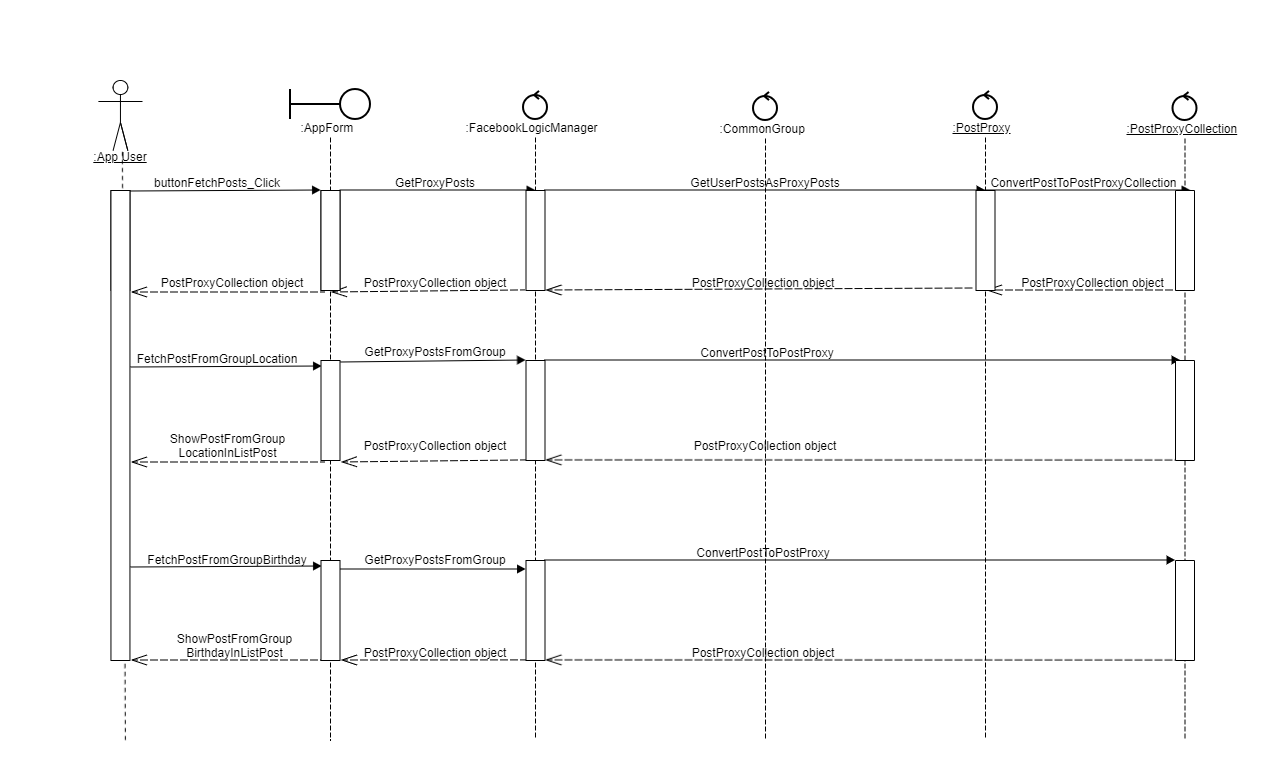 :App User
:AppForm
:FacebookLogicManager
:CommonGroup
:PostProxy
:PostProxyCollection
buttonFetchPosts_Click
GetProxyPosts
GetUserPostsAsProxyPosts
ConvertPostToPostProxyCollection
PostProxyCollection object
PostProxyCollection object
PostProxyCollection object
PostProxyCollection object
FetchPostFromGroupLocation
GetProxyPostsFromGroup
ConvertPostToPostProxy
ShowPostFromGroup
LocationInListPost
PostProxyCollection object
PostProxyCollection object
FetchPostFromGroupBirthday
GetProxyPostsFromGroup
ConvertPostToPostProxy
ShowPostFromGroup
BirthdayInListPost
PostProxyCollection object
PostProxyCollection object